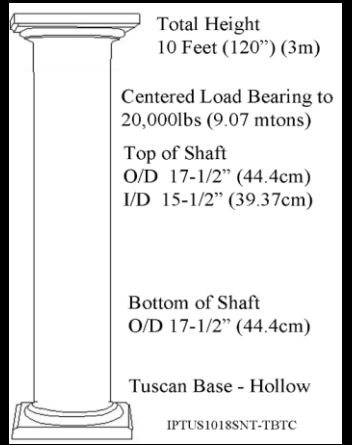 Total Height
10 Feet (120”) (3m)
Centered Load Bearing to
20,000lbs (9.07 mtons)
Top of Shaft
O/D 17-1/2” (44.4cm)
I/D 15-1/2” (39.37cm)
Bottom of Shaft
O/D 17-1/2” (44.4cm)
Tuscan Base - Hollow
IPTUS1018SNT-TBTC